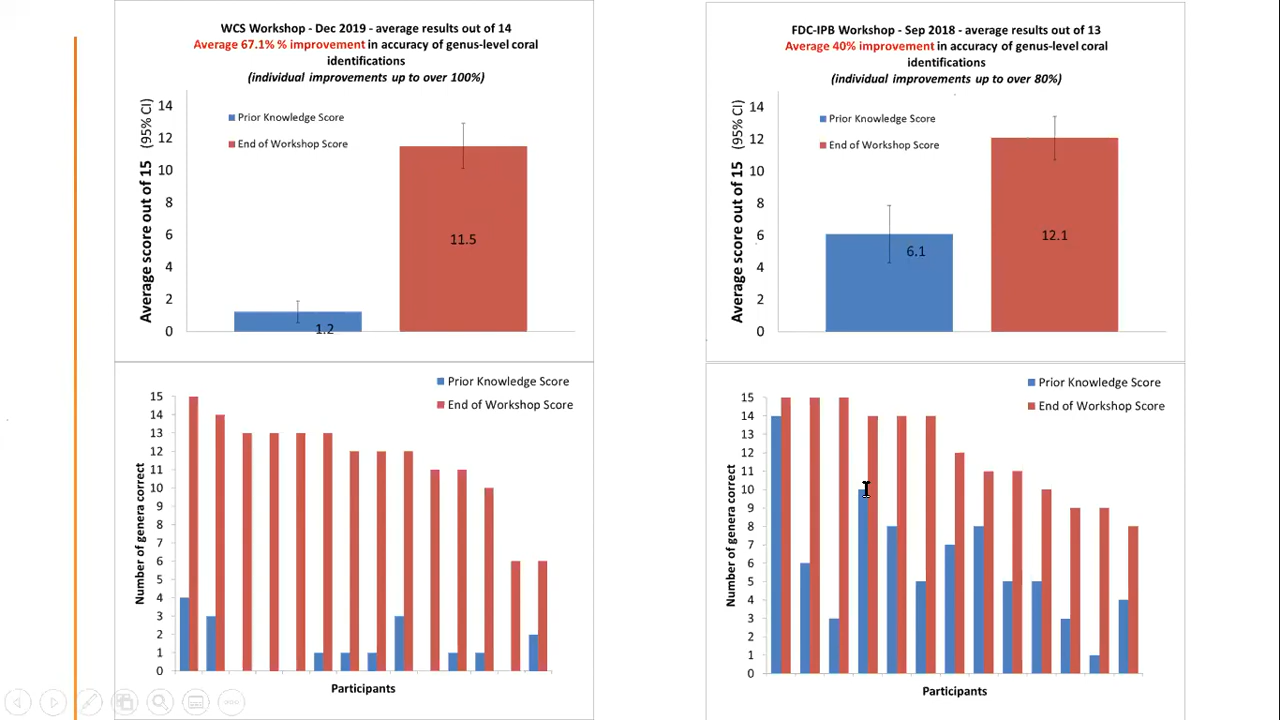 WCS Workshop - Dec 2019 - average results out of 14
Average 67.1% % improvement in accuracy of genus-level coral
identifications
(individual improvements up to over 100%)
Average score out of 15 (95% CI)
14
12
10
8
6
4
2
0
Prior Knowledge Score
End of Workshop Score
1.2
11.5
FDC-IPB Workshop - Sep 2018 - average results out of 13
Average 40% improvement in accuracy of genus-level coral
identifications
(individual improvements up to over 80%)
Average score out of 15 (95% CI)
14
12
10
8
6
4
2
0
Prior Knowledge Score
End of Workshop Score
6.1
12.1
Prior Knowledge Score
End of Workshop Score
Number of genera correct
15
14
13
12
11
10
9
8
7
6
5
4
3
2
1
0
Participants
Prior Knowledge Score
End of Workshop Score
Number of genera correct
15
14
13
12
11
10
9
8
7
6
5
4
3
2
1
0
Participants